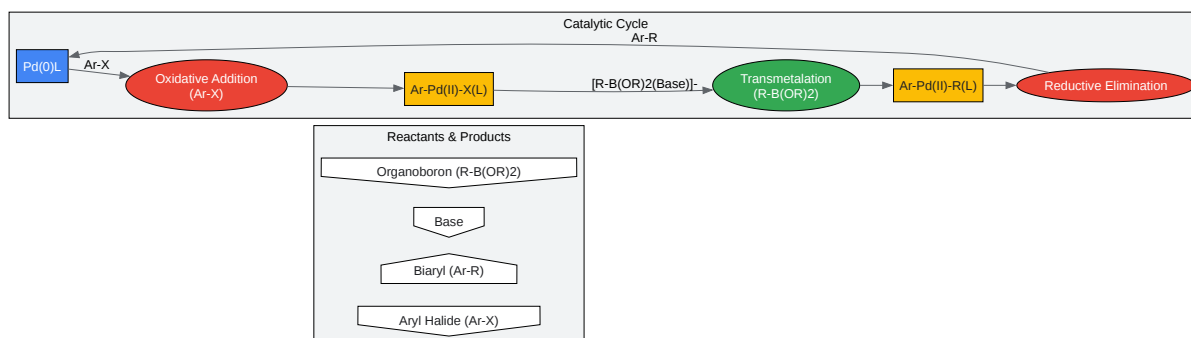 Catalytic Cycle
Ar-R
Pd(0)L
Ar-X
Oxidative Addition
(Ar-X)
Ar-Pd(II)-X(L)
[R-B(OR)2(Base)]-
Transmetalation
(R-B(OR)2)
Ar-Pd(II)-R(L)
Reductive Elimination
Reactants & Products
Organoboron (R-B(OR)2)
Base
Biaryl (Ar-R)
Aryl Halide (Ar-X)